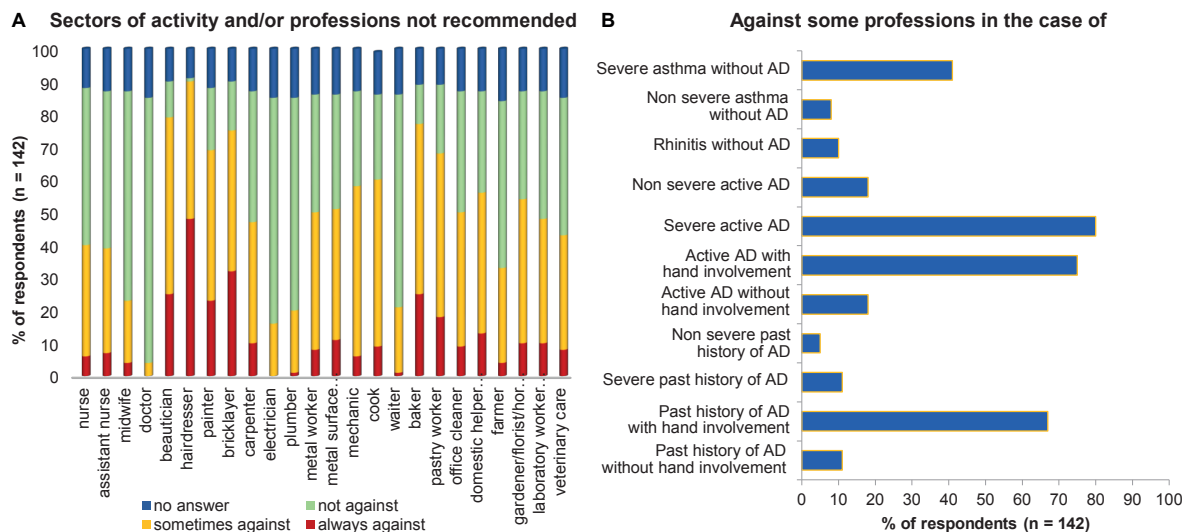 A Sectors of activity and/or professions not recommended
% of respondents (n = 142)
100
90
80
70
60
50
40
30
20
10
0
nurse
assistant nurse
midwife
doctor
beautician
hairdresser
painter
bricklayer
carpenter
electrician
plumber
metal worker
metal surface..
mechanic
cook
waiter
baker
pastry worker
office cleaner
domestic helper..
farmer
gardener/florist/hor..
laboratory worker..
veterinary care
no answer
not against
sometimes against
always against
B Against some professions in the case of
Severe asthma without AD
Non severe asthma
without AD
Rhinitis without AD
Non severe active AD
Severe active AD
Active AD with
hand involvement
Active AD without
hand involvement
Non severe past
history of AD
Severe past history of AD
Past history of AD
with hand involvement
Past history of AD
without hand involvement
0 10 20 30 40 50 60 70 80 90 100
% of respondents (n = 142)